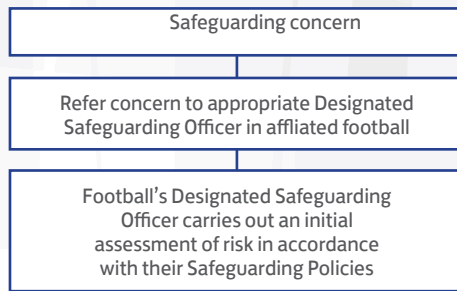 Safeguarding concern
Refer concern to appropriate Designated
Safeguarding Officer in affliated football
Football's Designated Safeguarding
Officer carries out an initial
assessment of risk in accordance
with their Safeguarding Policies